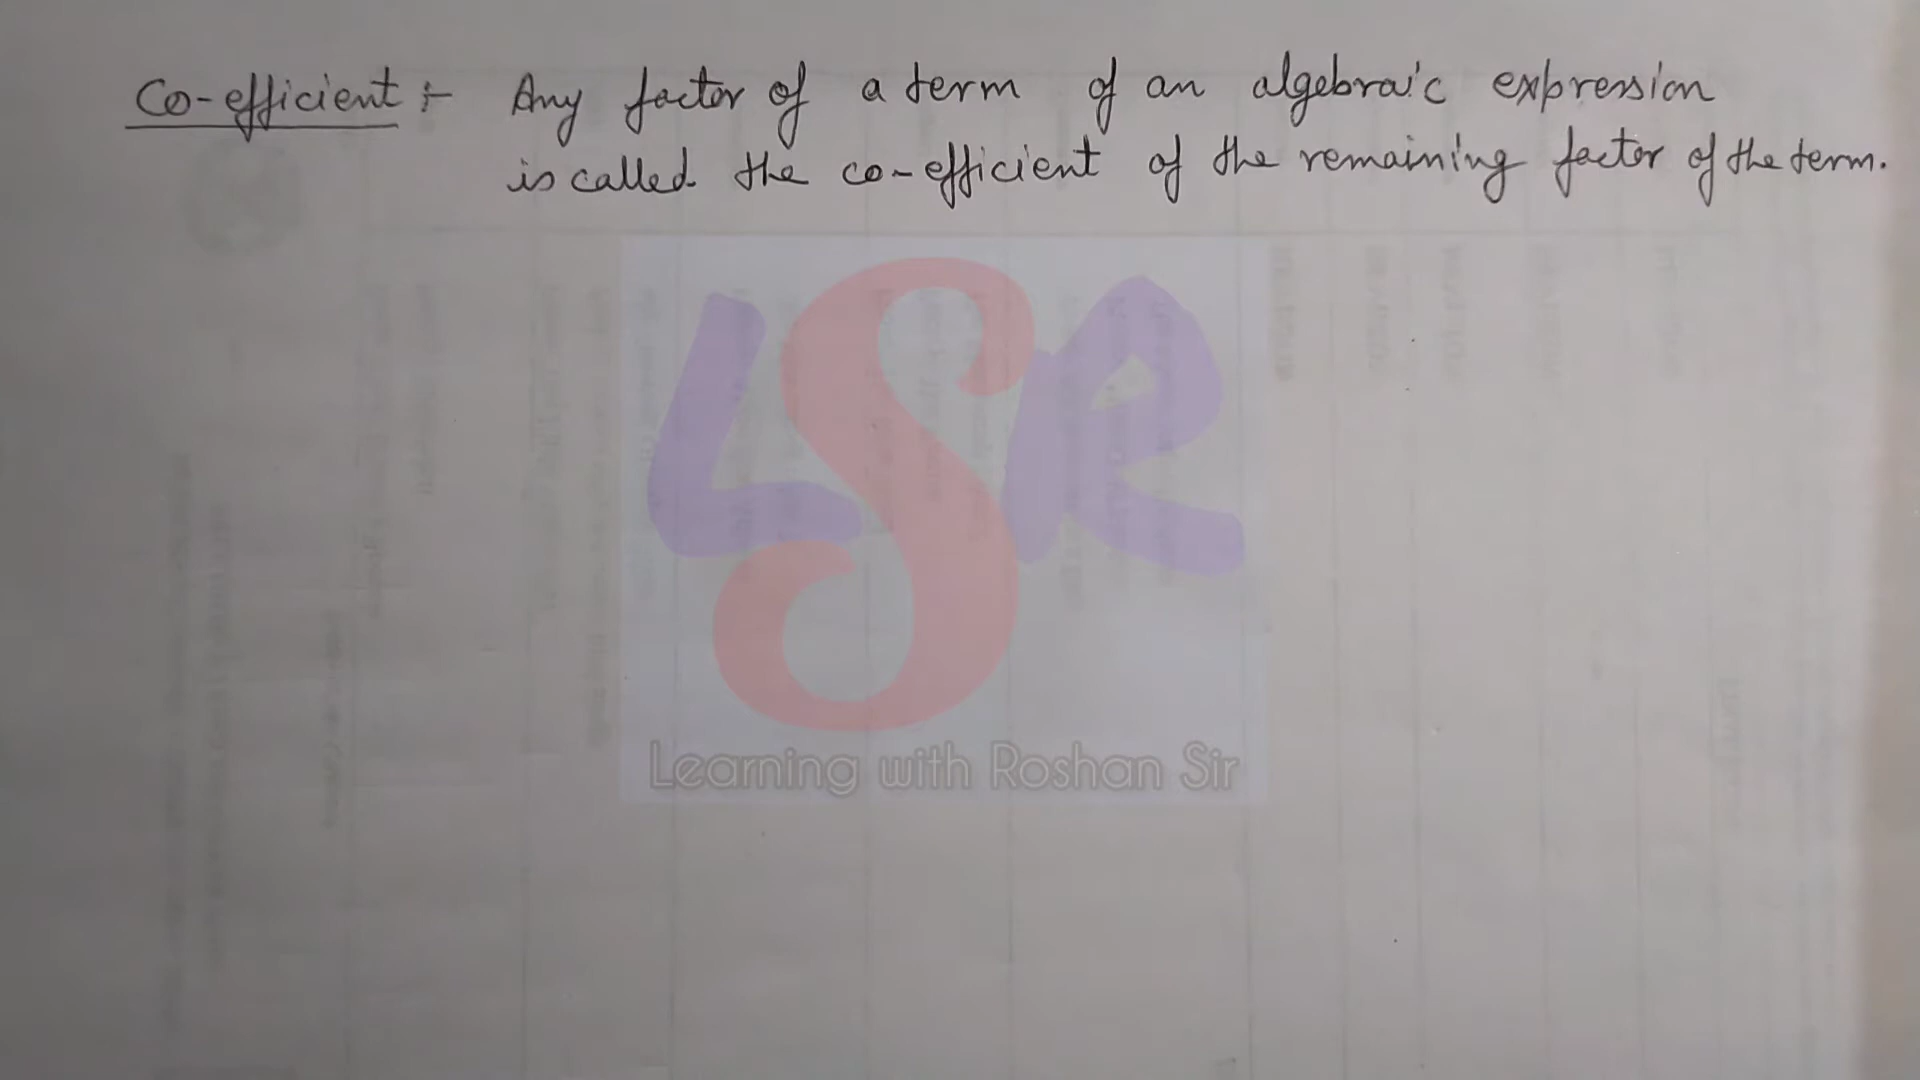 Co-efficient :- Any factor of a term of an algebraic expression
is called the co-efficient of the remaining factor of the term.
LSR
Learning with Roshan Sir